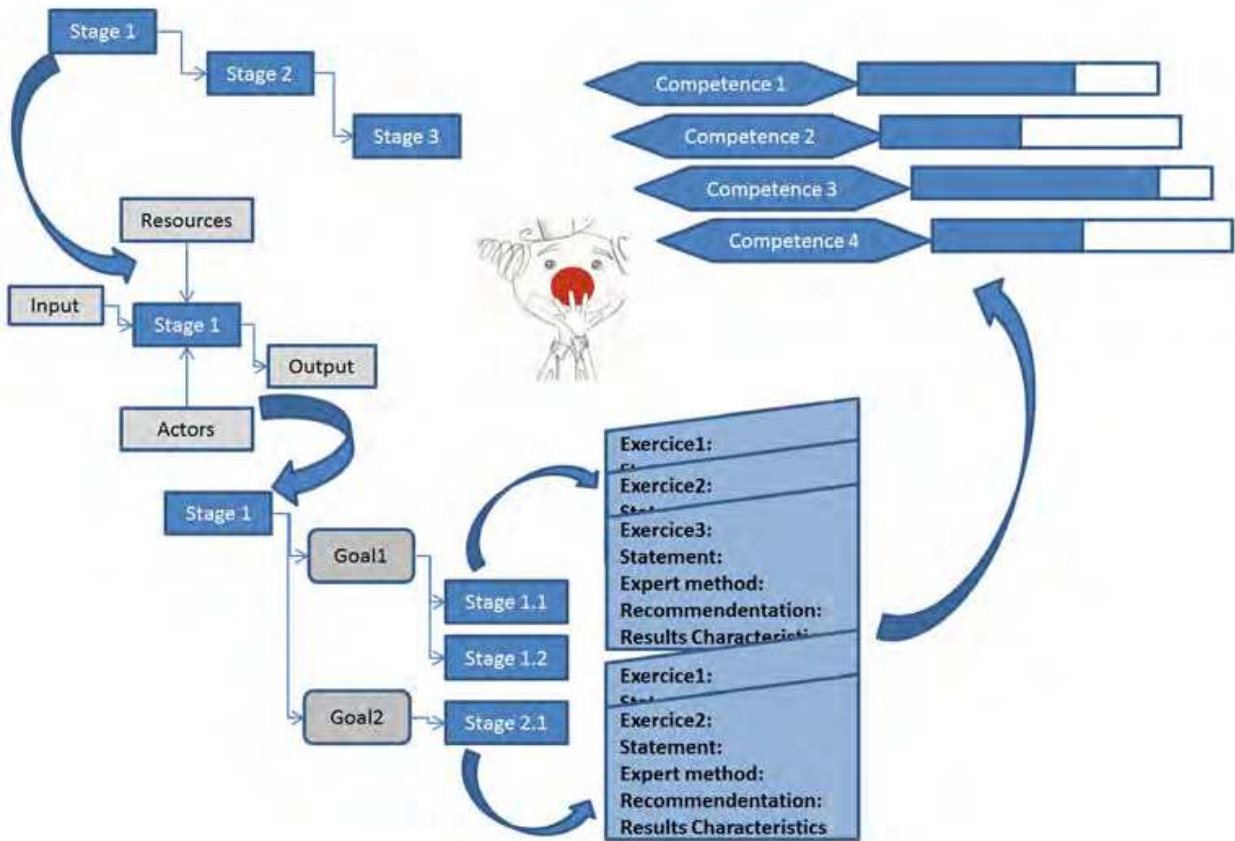 Stage 1
Stage 2
Stage 3
Resources
Input
Stage 1
Output
Actors
Competence 1
Competence 2
Competence 3
Competence 4
Stage 1
Goal1
Stage 1.1
Stage 1.2
Goal2
Stage 2.1
Exercice1:
Exercice2:
Exercice3:
Statement:
Expert method:
Recommendentation:
Results Characteristi
Exercice1:
Exercice2:
Statement:
Expert method:
Recommendentation:
Results Characteristics